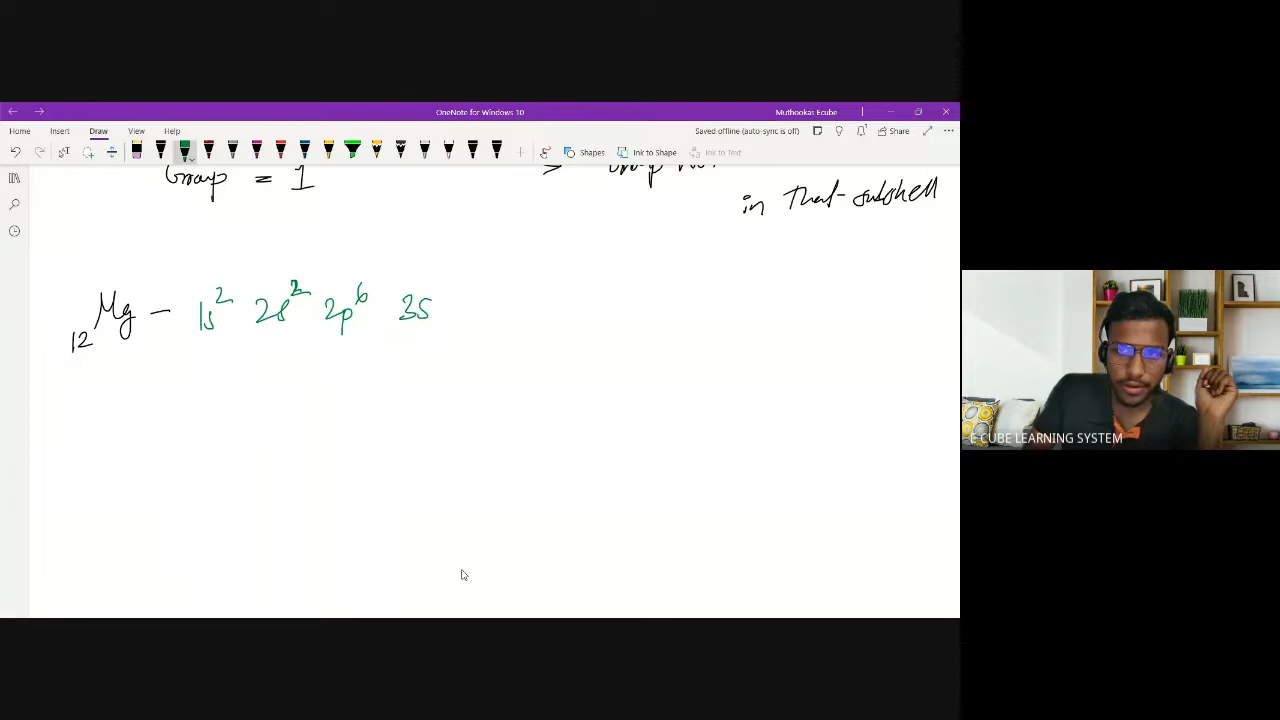 OneNote for Windows 10
Muthookas Ecube
Home Insert Draw View Help
Saved offline (auto-sync is off) Share
Shapes Ink to Shape Ink to Text
Group = 1
in that subshell
12Mg – 1s² 2s² 2p⁶ 3s
E CUBE LEARNING SYSTEM